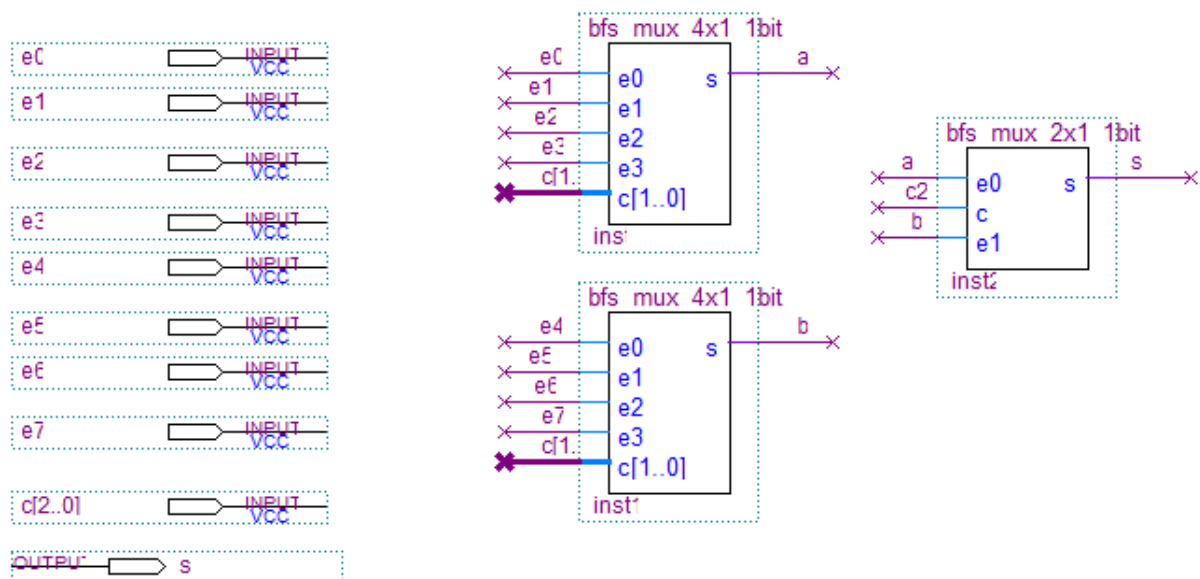 e0 INPUT VCC
e1 INPUT VCC
e2 INPUT VCC
e3 INPUT VCC
e4 INPUT VCC
e5 INPUT VCC
e6 INPUT VCC
e7 INPUT VCC
c[2..0] INPUT VCC
OUTPUT s
bfs_mux_4x1_1bit
e0 e0 s a
e1 e1
e2 e2
e3 e3
c[1.. c[1..0]
inst
bfs_mux_4x1_1bit
e4 e0 s b
e5 e1
e6 e2
e7 e3
c[1.. c[1..0]
inst1
bfs_mux_2x1_1bit
a e0 s s
c2 c
b e1
inst2